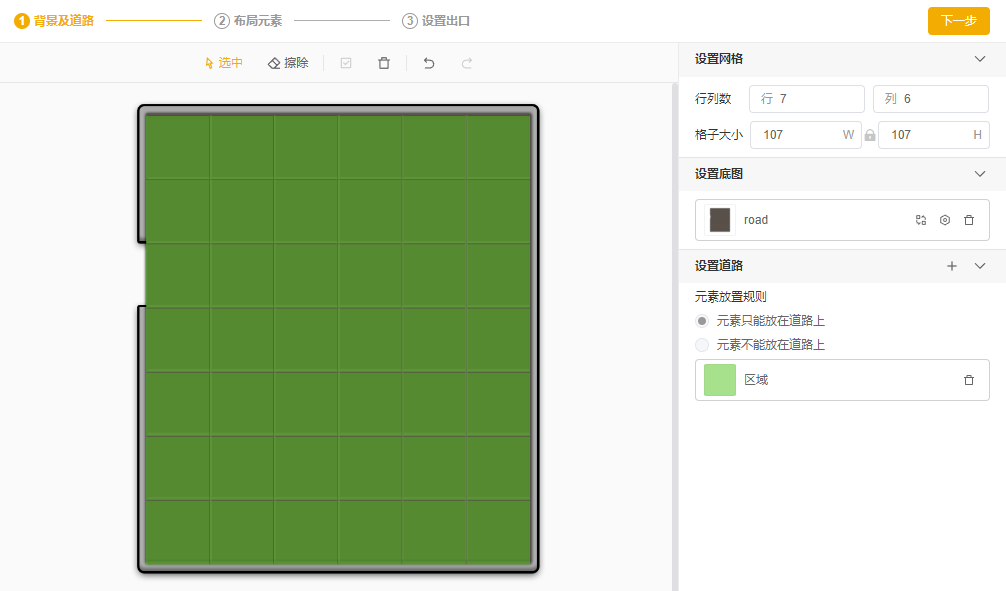 1 背景及道路 2 布局元素 3 设置出口 下一步
选中 擦除
设置网格
行列数 行 7 列 6
格子大小 107 W 107 H
设置底图
road
设置道路
元素放置规则
元素只能放在道路上
元素不能放在道路上
区域